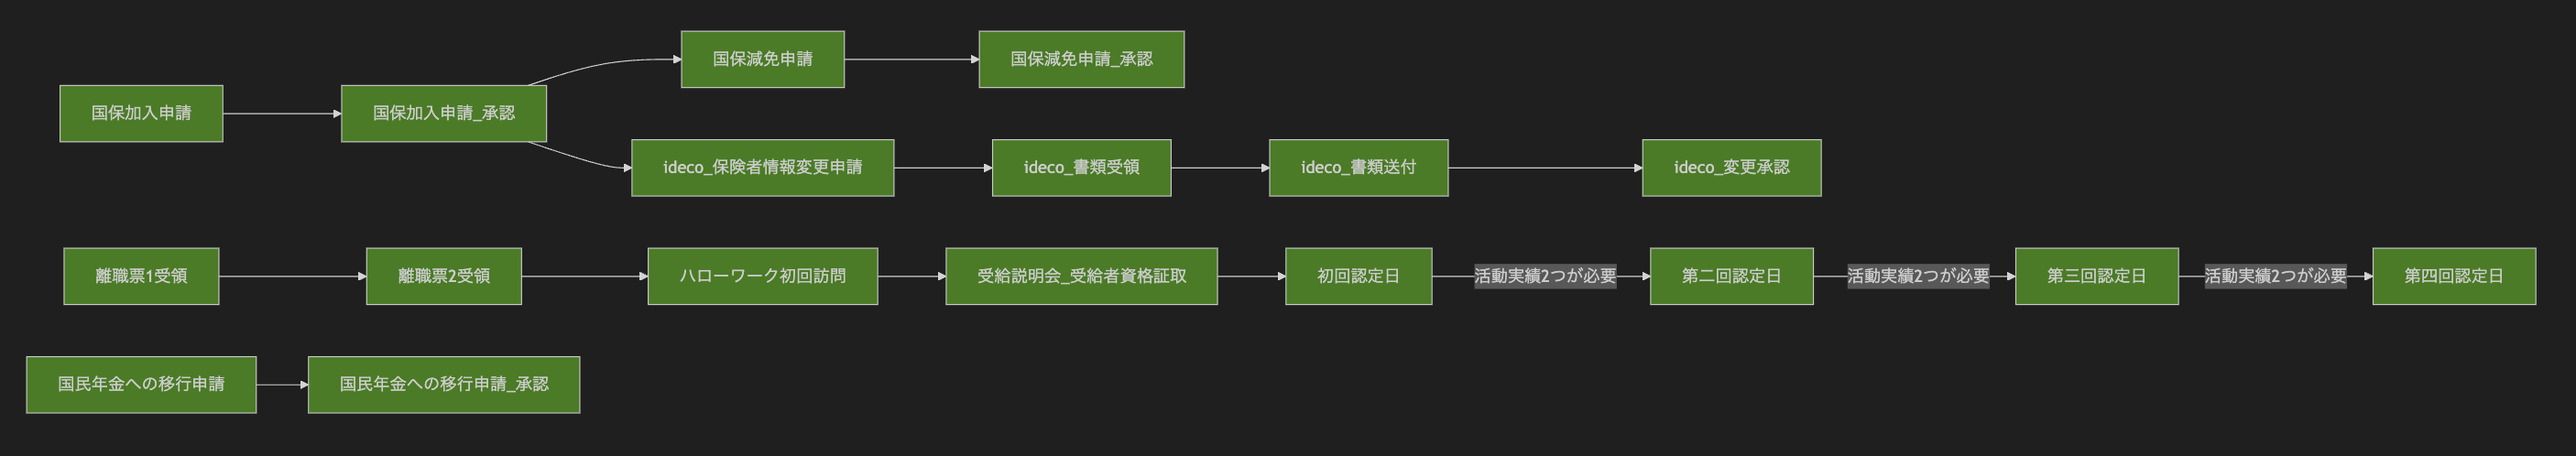 国保減免申請
国保減免申請_承認
国保加入申請
国保加入申請_承認
ideco_保険者情報変更申請
ideco_書類受領
ideco_書類送付
ideco_変更承認
離職票1受領
離職票2受領
ハローワーク初回訪問
受給説明会_受給者資格証取
初回認定日
活動実績2つが必要
第二回認定日
活動実績2つが必要
第三回認定日
活動実績2つが必要
第四回認定日
国民年金への移行申請
国民年金への移行申請_承認